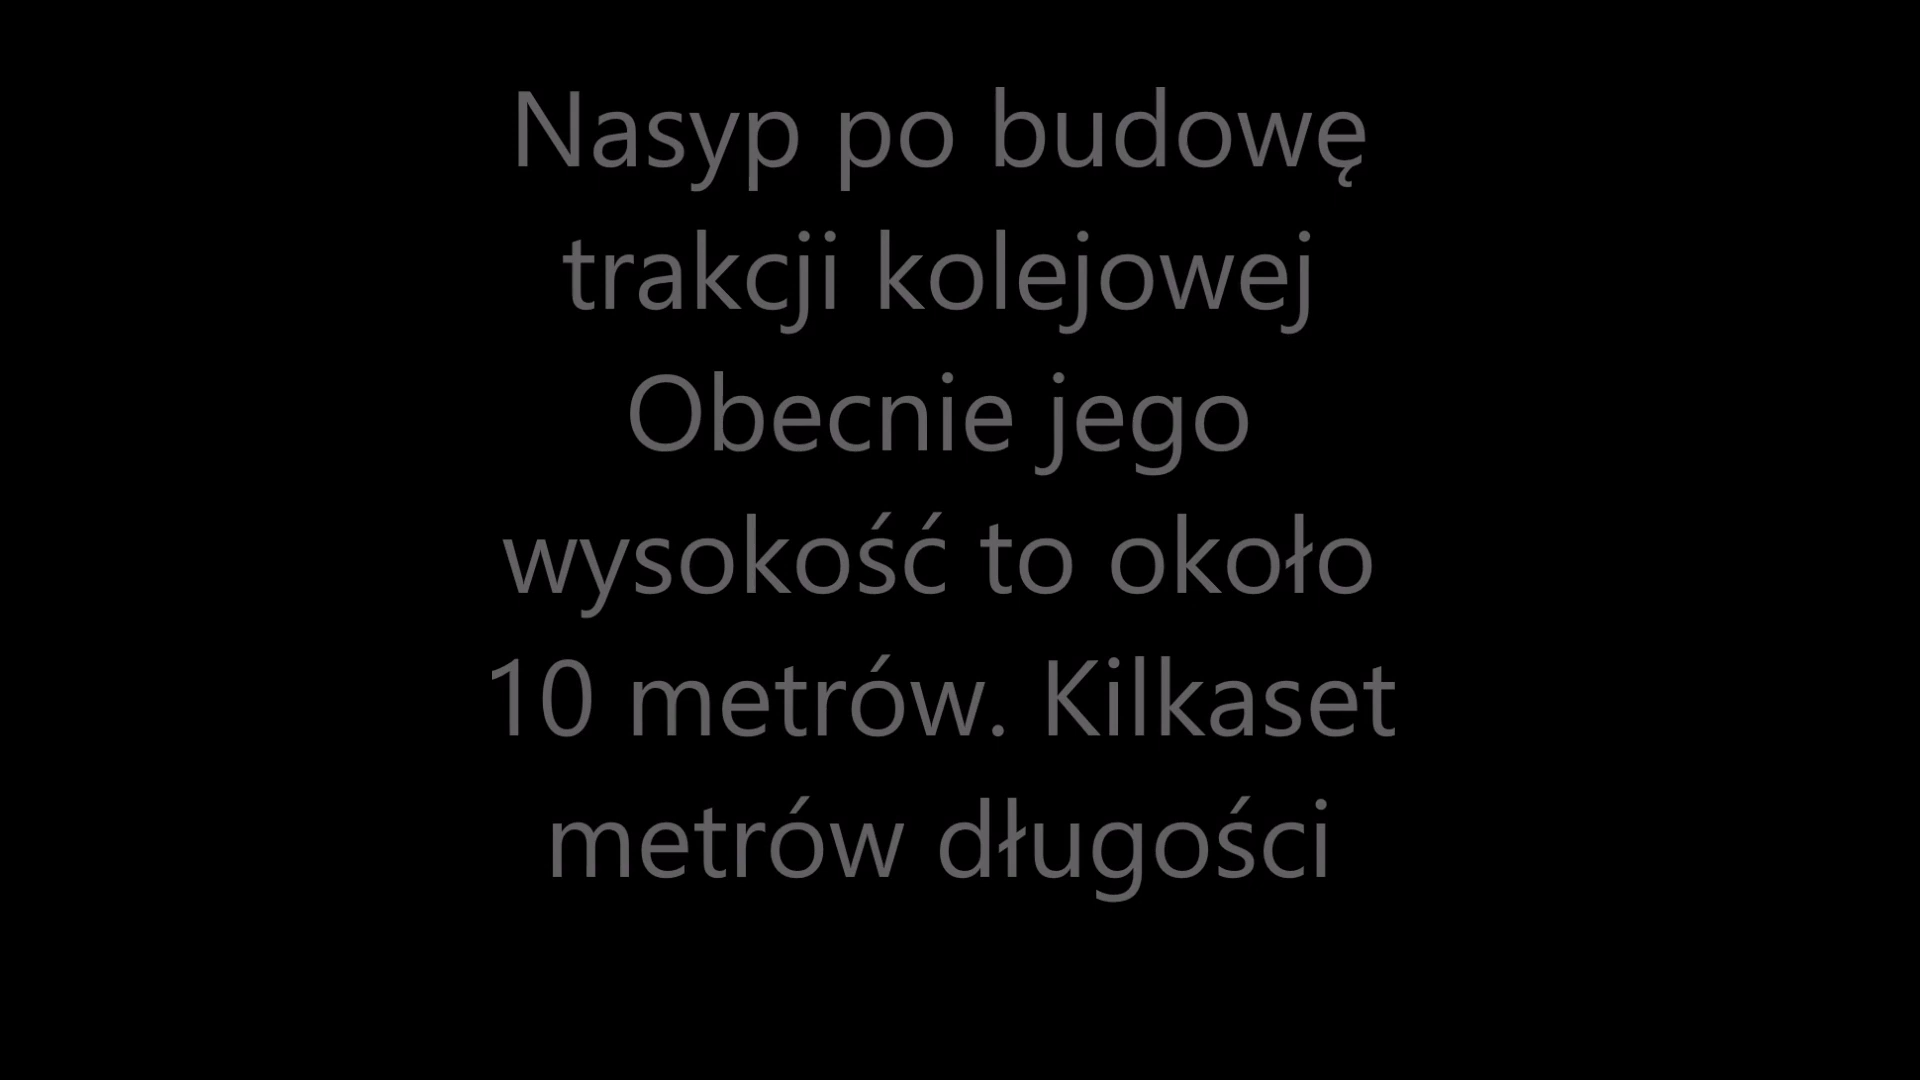 Nasyp po budowę
trakcji kolejowej
Obecnie jego
wysokość to około
10 metrów. Kilkaset
metrów długości